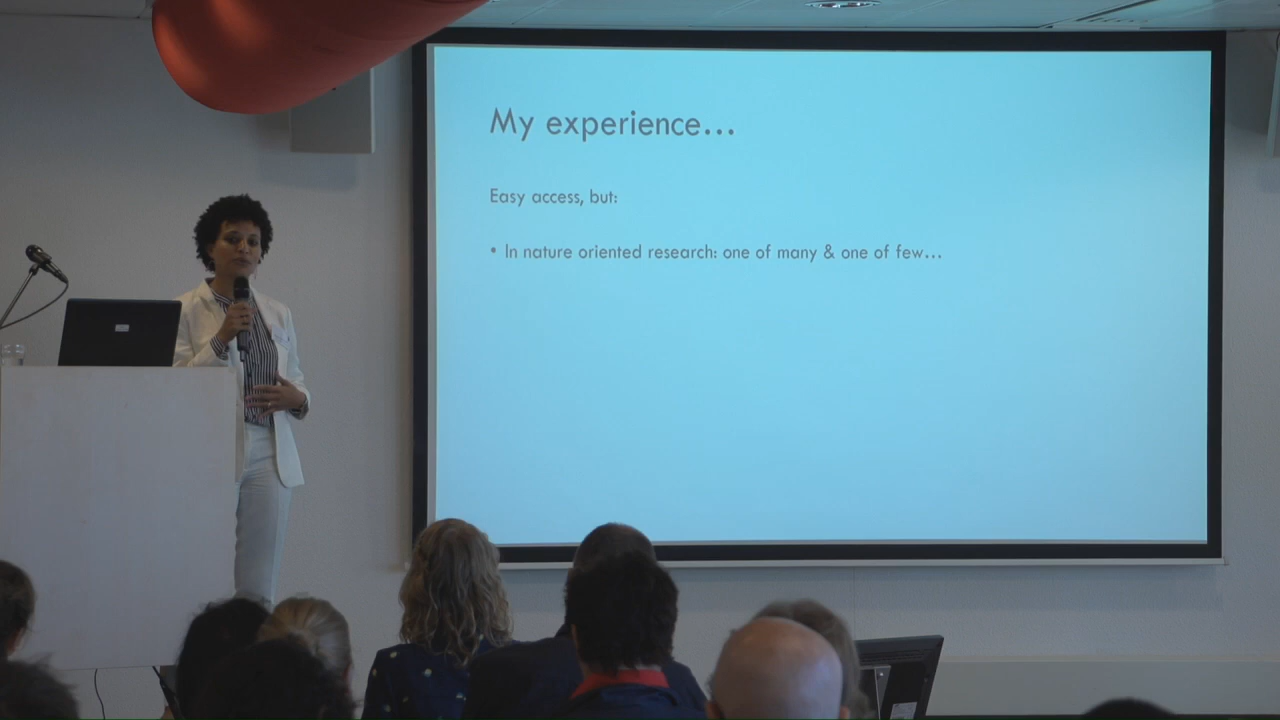 My experience...
Easy access, but:
• In nature oriented research: one of many & one of few...